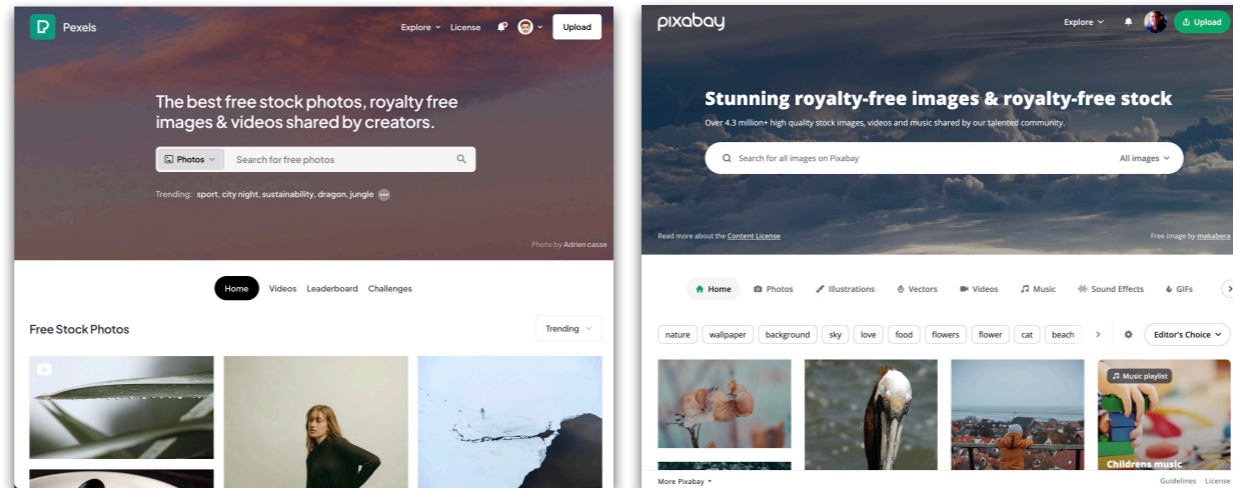 Pexels
Explore License Upload
The best free stock photos, royalty free
images & videos shared by creators.
Photos Search for free photos
Trending: sport, city night, sustainability, dragon, jungle
Photo by Adrien casse
Home Videos Leaderboard Challenges
Free Stock Photos Trending
pixabay
Explore Upload
Stunning royalty-free images & royalty-free stock
Over 4.3 million+ high quality stock images, videos and music shared by our talented community.
Search for all images on Pixabay All images
Read more about the Content License Free image by makabera
Home Photos Illustrations Vectors Videos Music Sound Effects GIFs
nature wallpaper background sky love food flowers flower cat beach Editor's Choice
Music playlist
Childrens music
More Pixabay Guidelines License